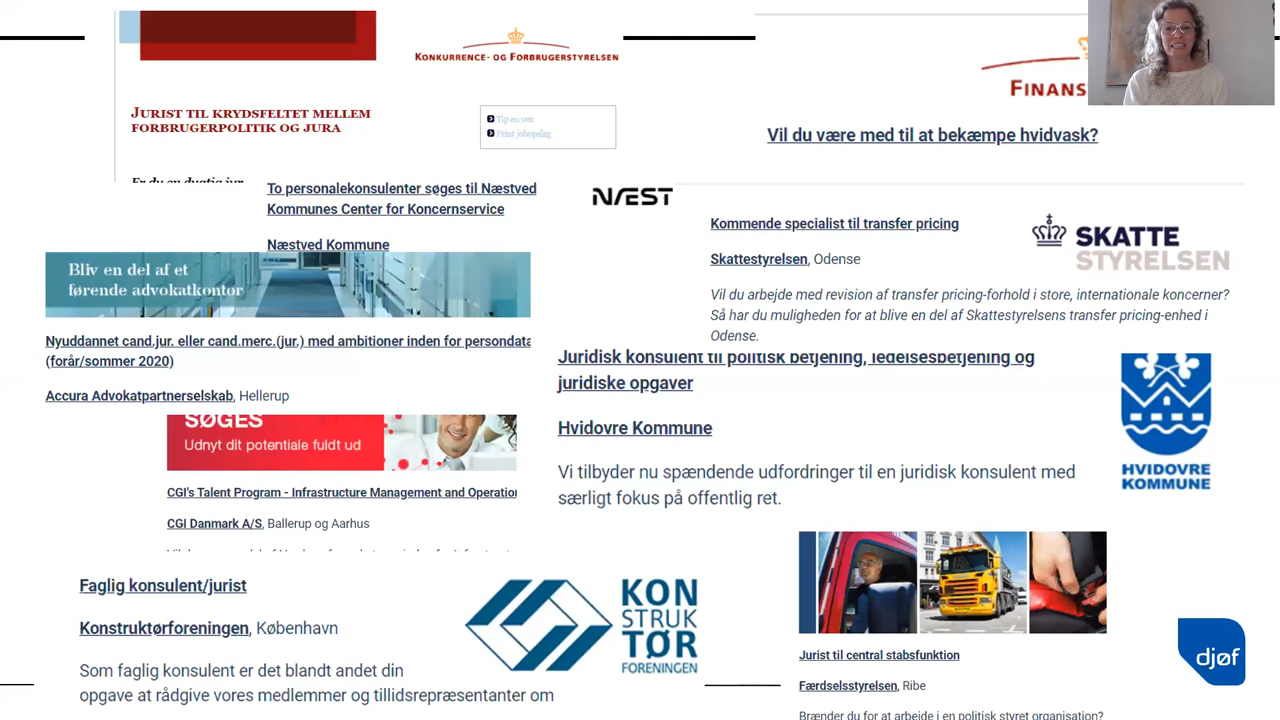 KONKURRENCE- OG FORBRUGERSTYRELSEN
JURIST TIL KRYDSFELTET MELLEM
FORBRUGERPOLITIK OG JURA
Tip en ven
Print jobopslag
Er du en dygtig jur
FINANS
Vil du være med til at bekæmpe hvidvask?
To personalekonsulenter søges til Næstved
Kommunes Center for Koncernservice
Næstved Kommune
NÆST
Kommende specialist til transfer pricing
Skattestyrelsen, Odense
SKATTE
STYRELSEN
Vil du arbejde med revision af transfer pricing-forhold i store, internationale koncerner?
Så har du muligheden for at blive en del af Skattestyrelsens transfer pricing-enhed i
Odense.
Bliv en del af et
førende advokatkontor
Nyuddannet cand.jur. eller cand.merc.(jur.) med ambitioner inden for persondata
(forår/sommer 2020)
Accura Advokatpartnerselskab, Hellerup
Juridisk konsulent til politisk betjening, ledelsesbetjening og
juridiske opgaver
Hvidovre Kommune
Vi tilbyder nu spændende udfordringer til en juridisk konsulent med
særligt fokus på offentlig ret.
HVIDOVRE
KOMMUNE
SØGES
Udnyt dit potentiale fuldt ud
CGI's Talent Program - Infrastructure Management and Operation
CGI Danmark A/S, Ballerup og Aarhus
Faglig konsulent/jurist
Konstruktørforeningen, København
Som faglig konsulent er det blandt andet din
opgave at rådgive vores medlemmer og tillidsrepræsentanter om
KON
STRUK
TØR
FORENINGEN
Jurist til central stabsfunktion
Færdselsstyrelsen, Ribe
Brænder du for at arbejde i en politisk styret organisation?
djøf